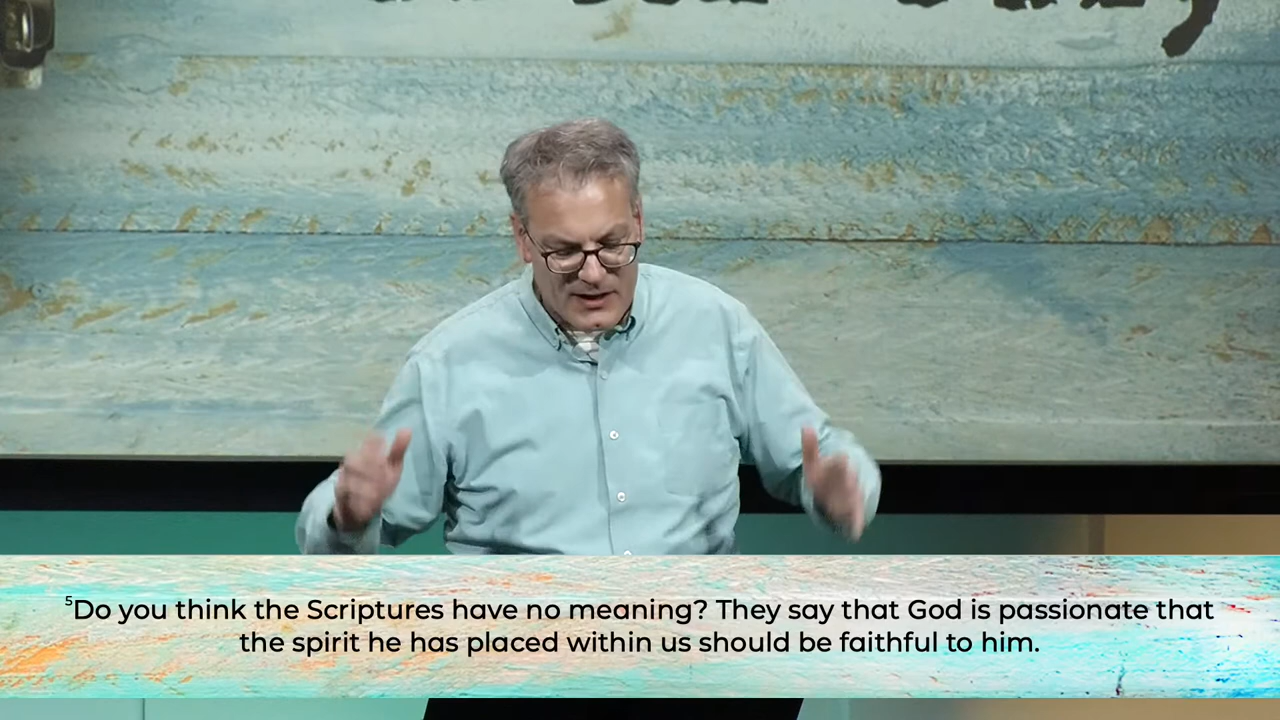 ⁵Do you think the Scriptures have no meaning? They say that God is passionate that
the spirit he has placed within us should be faithful to him.